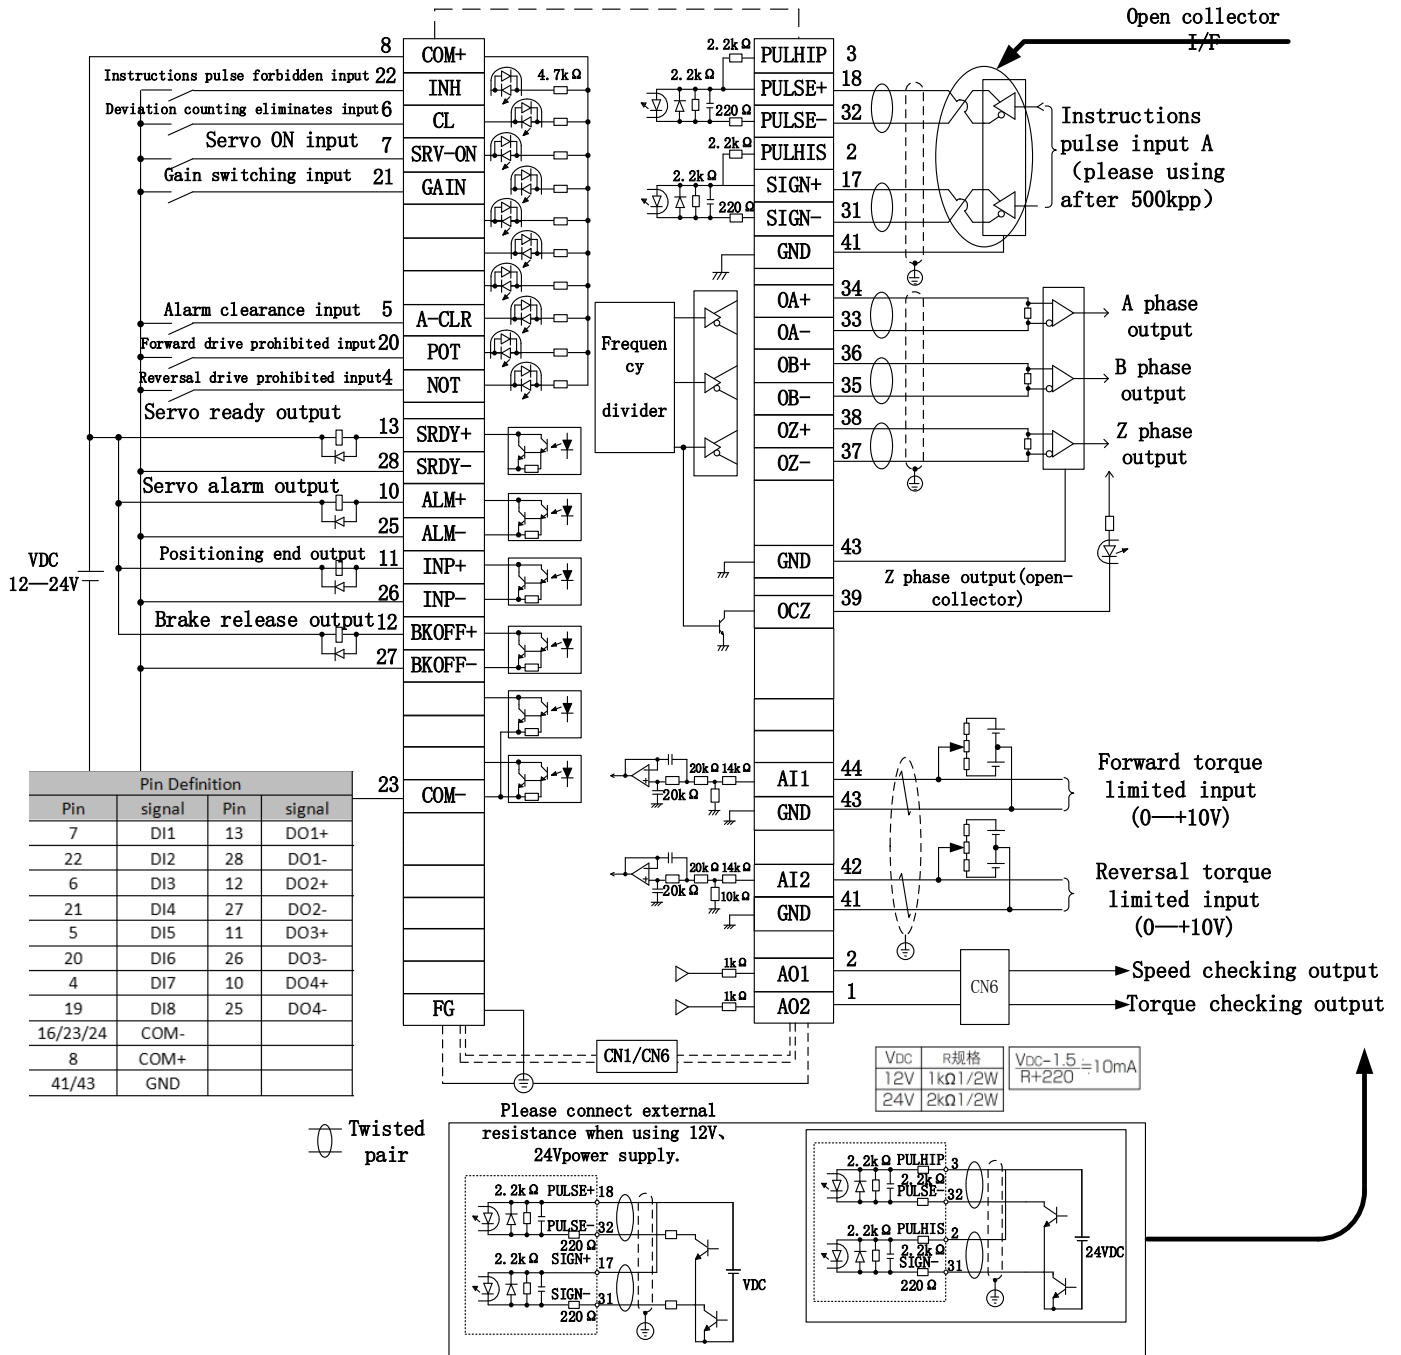 Open collector
I/F
8 COM+
Instructions pulse forbidden input 22 INH
4.7kΩ
Deviation counting eliminates input 6 CL
Servo ON input 7 SRV-ON
Gain switching input 21 GAIN
Alarm clearance input 5 A-CLR
Forward drive prohibited input 20 POT
Reversal drive prohibited input 4 NOT
Servo ready output 13 SRDY+
28 SRDY-
Servo alarm output 10 ALM+
25 ALM-
Positioning end output 11 INP+
26 INP-
Brake release output 12 BKOFF+
27 BKOFF-
VDC
12—24V
23 COM-
FG
2.2kΩ PULHIP 3
2.2kΩ PULSE+ 18
220Ω PULSE- 32
2.2kΩ PULHIS 2
2.2kΩ SIGN+ 17
220Ω SIGN- 31
GND 41
Instructions
pulse input A
(please using
after 500kpp)
Frequen
cy
divider
OA+ 34
OA- 33
A phase
output
OB+ 36
OB- 35
B phase
output
OZ+ 38
OZ- 37
Z phase
output
GND 43
Z phase output(open-
collector)
OCZ 39
20kΩ 14kΩ AI1 44
20kΩ
GND 43
Forward torque
limited input
(0—+10V)
20kΩ 14kΩ AI2 42
20kΩ 10kΩ
GND 41
Reversal torque
limited input
(0—+10V)
1kΩ AO1 2
Speed checking output
1kΩ AO2 1
Torque checking output
CN6
CN1/CN6
Pin Definition
Pin signal Pin signal
7 DI1 13 DO1+
22 DI2 28 DO1-
6 DI3 12 DO2+
21 DI4 27 DO2-
5 DI5 11 DO3+
20 DI6 26 DO3-
4 DI7 10 DO4+
19 DI8 25 DO4-
16/23/24 COM-
8 COM+
41/43 GND
VDC R规格
12V 1kΩ1/2W
24V 2kΩ1/2W
VDC-1.5
R+220
≒10mA
Twisted
pair
Please connect external
resistance when using 12V、
24Vpower supply.
2.2kΩ PULSE+ 18
PULSE- 32
220Ω
2.2kΩ SIGN+ 17
SIGN- 31
220Ω
VDC
2.2kΩ PULHIP 3
2.2kΩ
PULSE- 32
2.2kΩ PULHIS 2
2.2kΩ
SIGN- 31
220Ω
24VDC